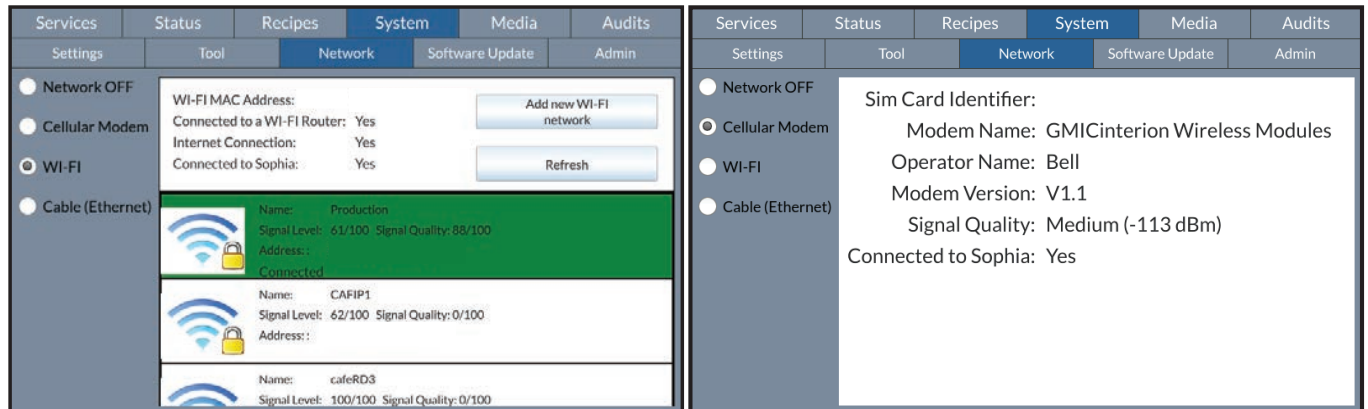 Services Status Recipes System Media Audits
Settings Tool Network Software Update Admin
Network OFF
Cellular Modem
WI-FI
Cable (Ethernet)
WI-FI MAC Address:
Connected to a WI-FI Router: Yes
Internet Connection: Yes
Connected to Sophia: Yes
Add new WI-FI
network
Refresh
Name: Production
Signal Level: 61/100 Signal Quality: 88/100
Address: :
Connected
Name: CAFIP1
Signal Level: 62/100 Signal Quality: 0/100
Address: :
Name: cafeRD3
Signal Level: 100/100 Signal Quality: 0/100
Services Status Recipes System Media Audits
Settings Tool Network Software Update Admin
Network OFF
Cellular Modem
WI-FI
Cable (Ethernet)
Sim Card Identifier:
Modem Name: GMICinterion Wireless Modules
Operator Name: Bell
Modem Version: V1.1
Signal Quality: Medium (-113 dBm)
Connected to Sophia: Yes